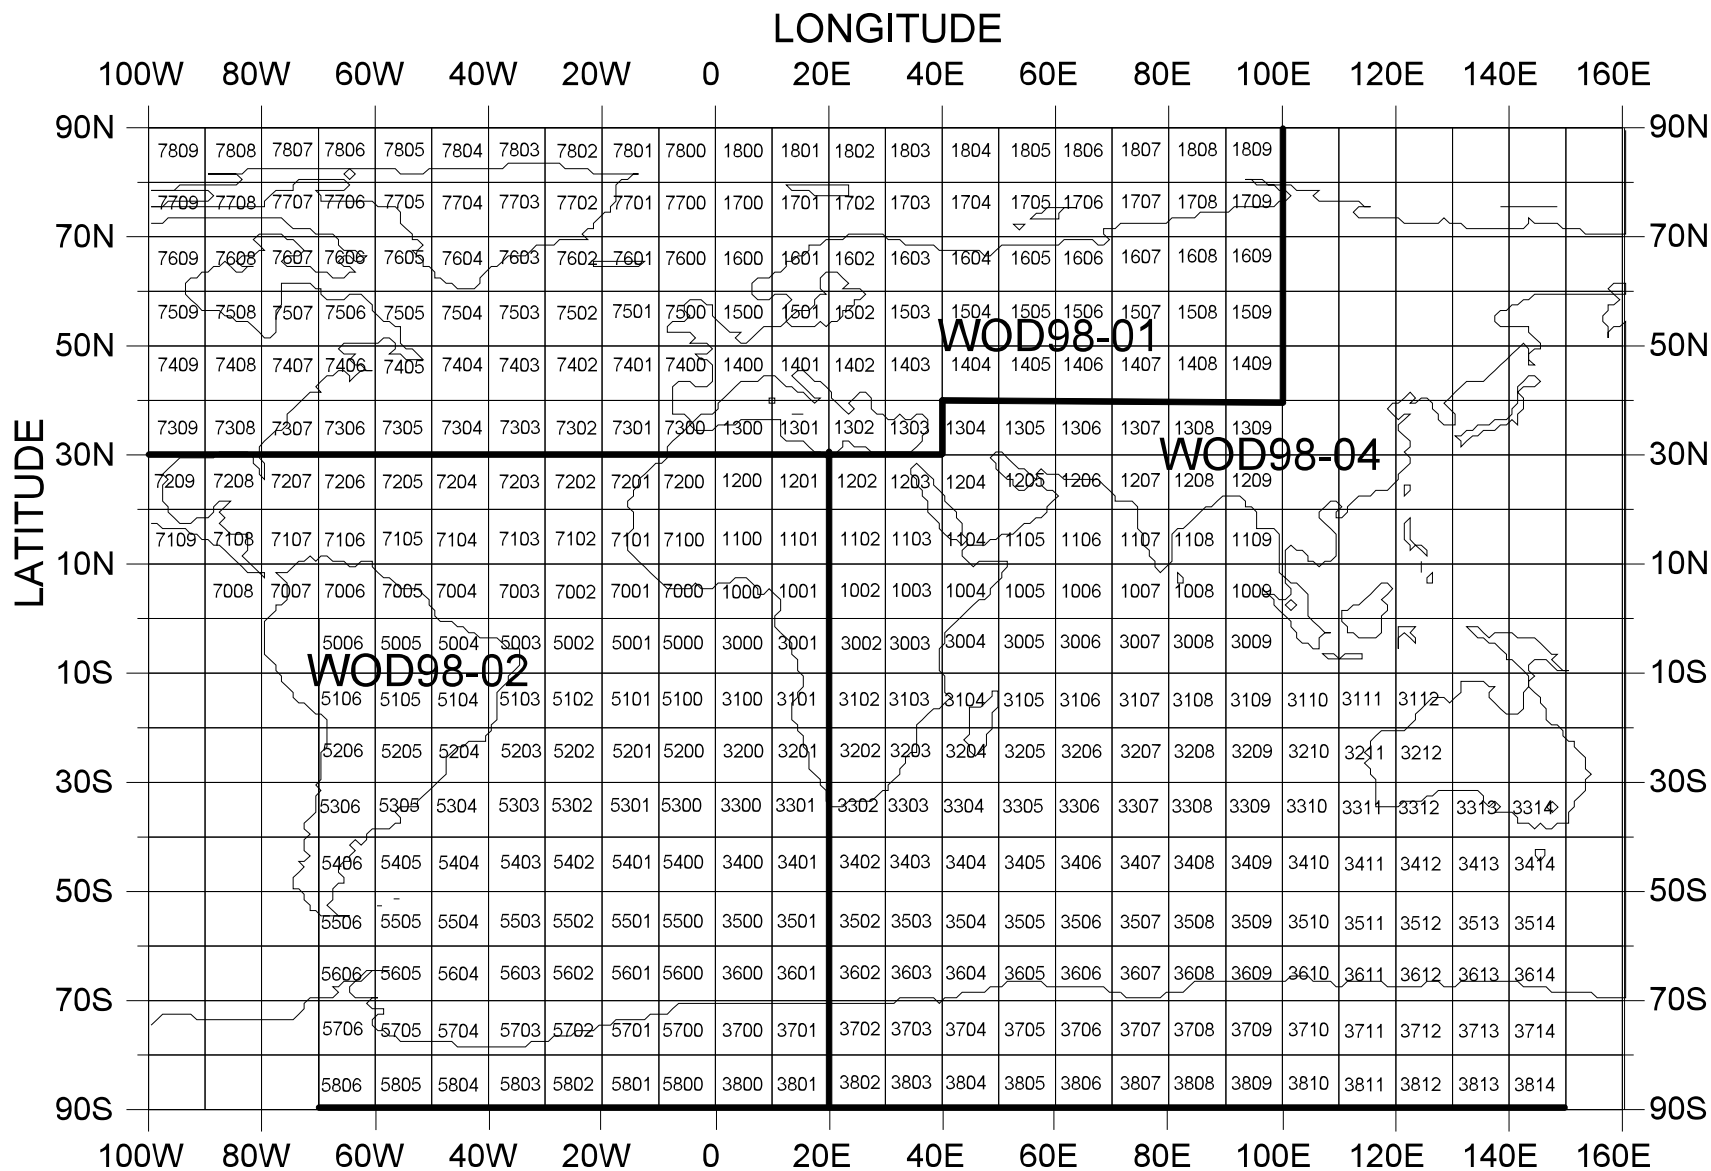 LONGITUDE
100W 80W 60W 40W 20W 0 20E 40E 60E 80E 100E 120E 140E 160E
90N 90N
7809 7808 7807 7806 7805 7804 7803 7802 7801 7800 1800 1801 1802 1803 1804 1805 1806 1807 1808 1809
7709 7708 7707 7706 7705 7704 7703 7702 7701 7700 1700 1701 1702 1703 1704 1705 1706 1707 1708 1709
70N 70N
7609 7608 7607 7606 7605 7604 7603 7602 7601 7600 1600 1601 1602 1603 1604 1605 1606 1607 1608 1609
7509 7508 7507 7506 7505 7504 7503 7502 7501 7500 1500 1501 1502 1503 1504 1505 1506 1507 1508 1509
WOD98-01
50N 50N
7409 7408 7407 7406 7405 7404 7403 7402 7401 7400 1400 1401 1402 1403 1404 1405 1406 1407 1408 1409
7309 7308 7307 7306 7305 7304 7303 7302 7301 7300 1300 1301 1302 1303 1304 1305 1306 1307 1308 1309
LATITUDE
30N WOD98-04 30N
7209 7208 7207 7206 7205 7204 7203 7202 7201 7200 1200 1201 1202 1203 1204 1205 1206 1207 1208 1209
7109 7108 7107 7106 7105 7104 7103 7102 7101 7100 1100 1101 1102 1103 1104 1105 1106 1107 1108 1109
10N 10N
7008 7007 7006 7005 7004 7003 7002 7001 7000 1000 1001 1002 1003 1004 1005 1006 1007 1008 1009
5006 5005 5004 5003 5002 5001 5000 3000 3001 3002 3003 3004 3005 3006 3007 3008 3009
10S WOD98-02 10S
5106 5105 5104 5103 5102 5101 5100 3100 3101 3102 3103 3104 3105 3106 3107 3108 3109 3110 3111 3112
5206 5205 5204 5203 5202 5201 5200 3200 3201 3202 3203 3204 3205 3206 3207 3208 3209 3210 3211 3212
30S 30S
5306 5305 5304 5303 5302 5301 5300 3300 3301 3302 3303 3304 3305 3306 3307 3308 3309 3310 3311 3312 3313 3314
5406 5405 5404 5403 5402 5401 5400 3400 3401 3402 3403 3404 3405 3406 3407 3408 3409 3410 3411 3412 3413 3414
50S 50S
5506 5505 5504 5503 5502 5501 5500 3500 3501 3502 3503 3504 3505 3506 3507 3508 3509 3510 3511 3512 3513 3514
5606 5605 5604 5603 5602 5601 5600 3600 3601 3602 3603 3604 3605 3606 3607 3608 3609 3610 3611 3612 3613 3614
70S 70S
5706 5705 5704 5703 5702 5701 5700 3700 3701 3702 3703 3704 3705 3706 3707 3708 3709 3710 3711 3712 3713 3714
5806 5805 5804 5803 5802 5801 5800 3800 3801 3802 3803 3804 3805 3806 3807 3808 3809 3810 3811 3812 3813 3814
90S 90S
100W 80W 60W 40W 20W 0 20E 40E 60E 80E 100E 120E 140E 160E